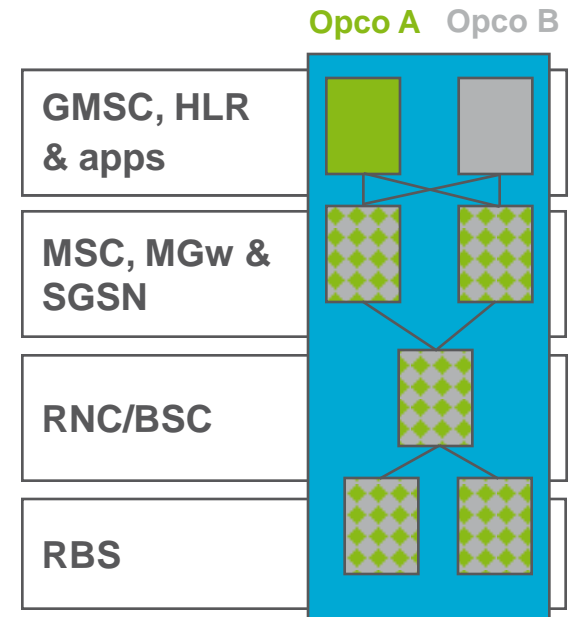 Opco A Opco B
GMSC, HLR
& apps
MSC, MGw &
SGSN
RNC/BSC
RBS